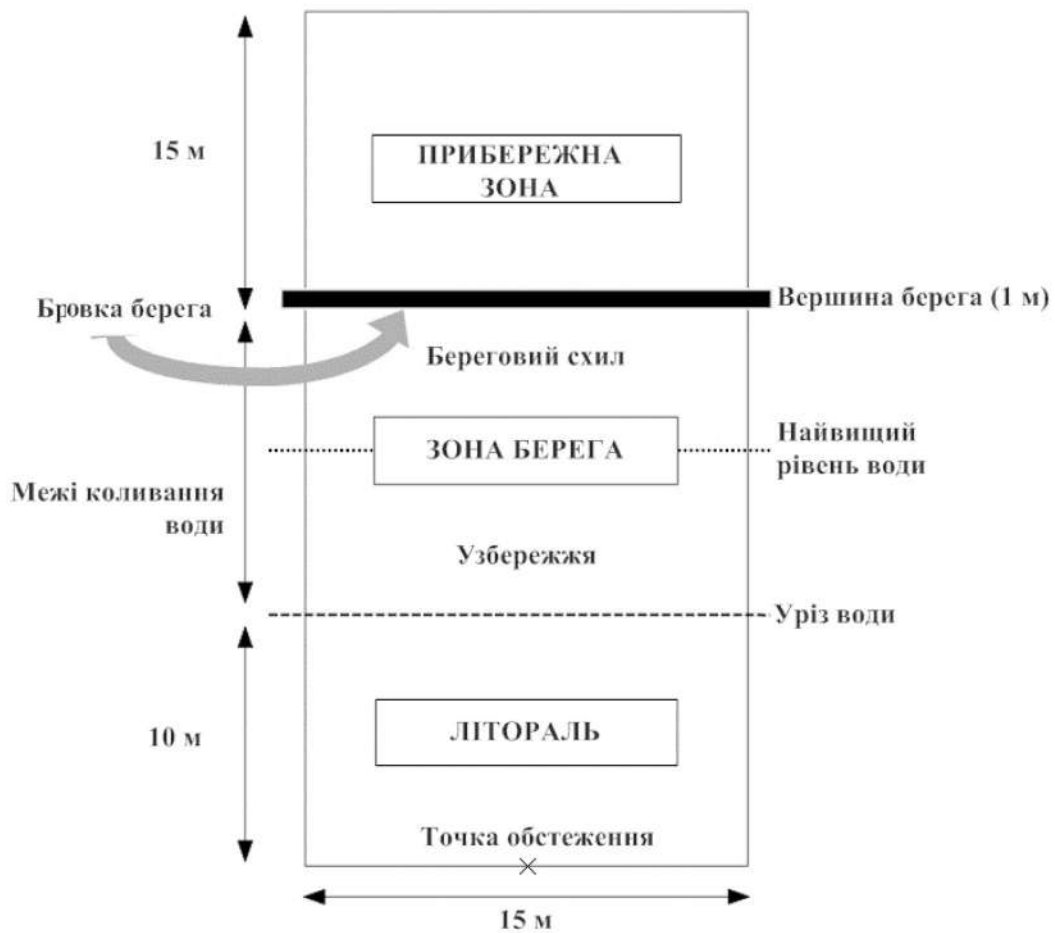 15 м
ПРИБЕРЕЖНА
ЗОНА
Бровка берега
Вершина берега (1 м)
Береговий схил
ЗОНА БЕРЕГА
Найвищий
рівень води
Межі коливання
води
Узбережжя
Уріз води
ЛІТОРАЛЬ
10 м
Точка обстеження
15 м